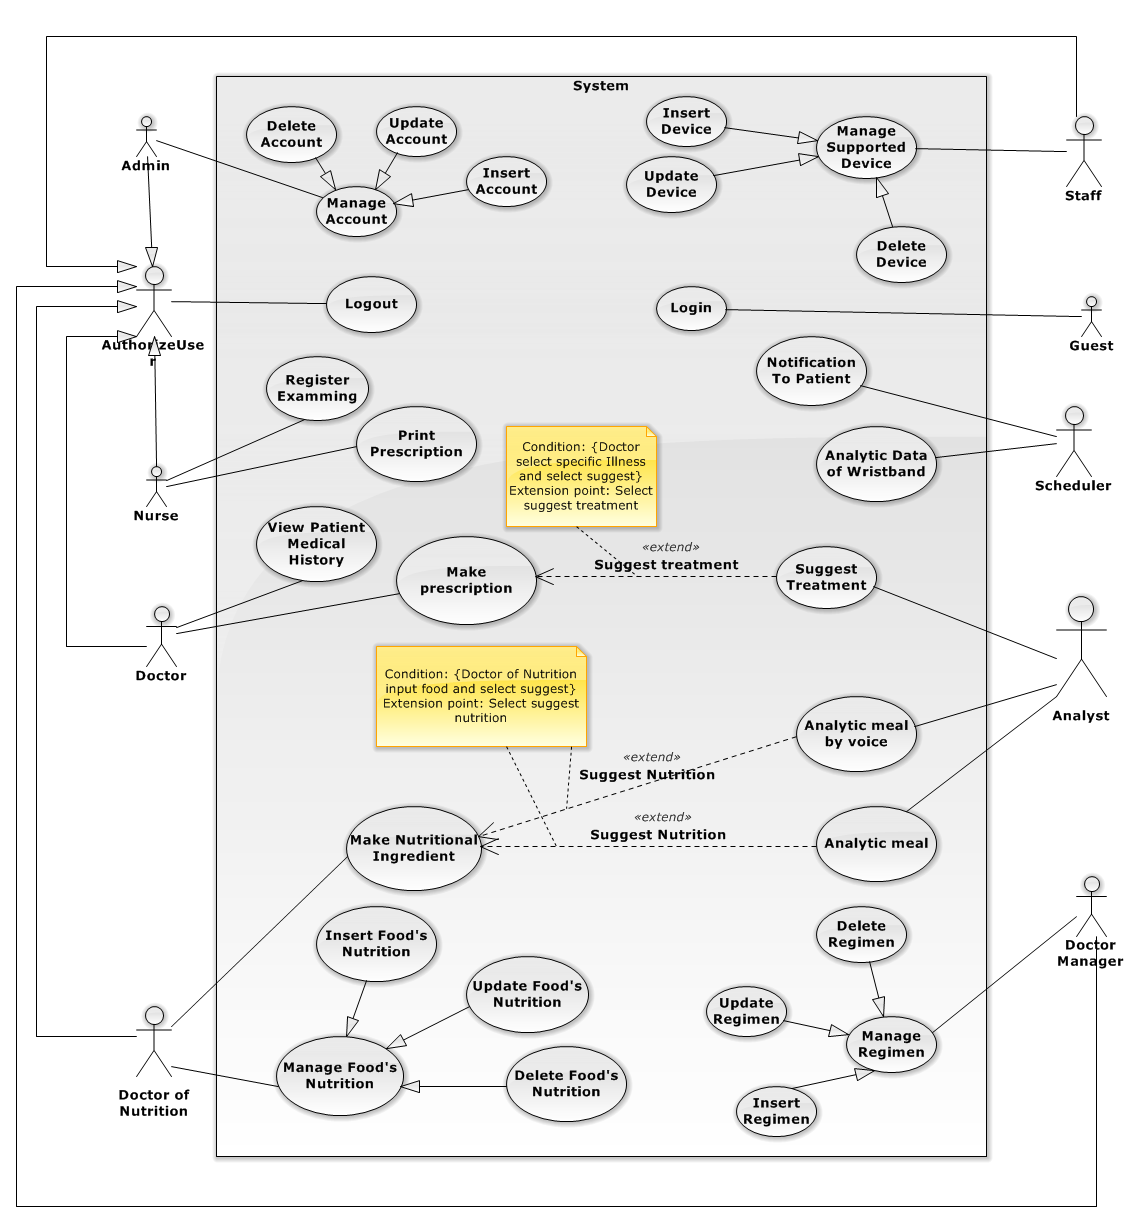 System
Delete
Account
Update
Account
Insert
Account
Manage
Account
Insert
Device
Update
Device
Manage
Supported
Device
Delete
Device
Admin
Staff
AuthorizeUse
r
Logout
Login
Guest
Register
Examming
Print
Prescription
Notification
To Patient
Analytic Data
of Wristband
Scheduler
Nurse
Condition: {Doctor
select specific Illness
and select suggest}
Extension point: Select
suggest treatment
View Patient
Medical
History
Make
prescription
«extend»
Suggest treatment
Suggest
Treatment
Doctor
Analyst
Condition: {Doctor of Nutrition
input food and select suggest}
Extension point: Select suggest
nutrition
Analytic meal
by voice
«extend»
Suggest Nutrition
«extend»
Suggest Nutrition
Make Nutritional
Ingredient
Analytic meal
Insert Food's
Nutrition
Update Food's
Nutrition
Manage Food's
Nutrition
Delete Food's
Nutrition
Delete
Regimen
Update
Regimen
Manage
Regimen
Insert
Regimen
Doctor
Manager
Doctor of
Nutrition